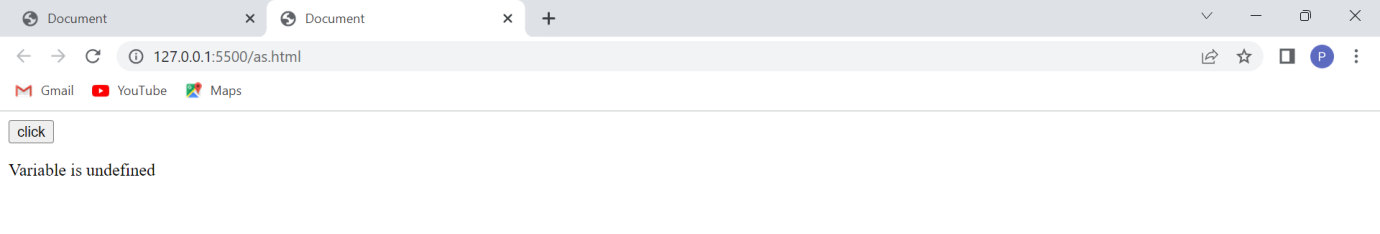 Document Document
127.0.0.1:5500/as.html P
Gmail YouTube Maps
click
Variable is undefined